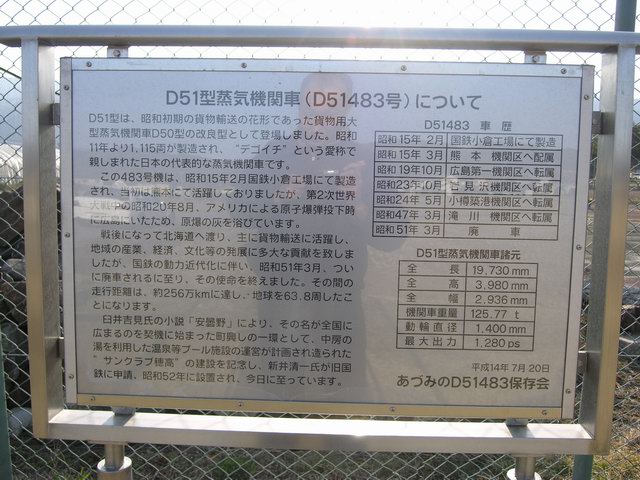 D51型蒸気機関車(D51483号)について
D51型は、昭和初期の貨物輸送の花形であった貨物用大
型蒸気機関車D50型の改良型として登場しました。昭和
11年より1,115両が製造され、"デゴイチ"という愛称で
親しまれた日本の代表的な蒸気機関車です。
この483号機は、昭和15年2月国鉄小倉工場にて製造
され、当初は熊本にて活躍しておりましたが、第2次世界
大戦中の昭和20年8月、アメリカによる原子爆弾投下時
に広島にいたため、原爆の灰を浴びています。
戦後になって北海道へ渡り、主に貨物輸送に活躍し、
地域の産業、経済、文化等の発展に多大な貢献を致しま
したが、国鉄の動力近代化に伴い、昭和51年3月、つい
に廃車されるに至り、その使命を終えました。その間の
走行距離は、約256万kmに達し、地球を63.8周したこ
とになります。
臼井吉見氏の小説「安曇野」により、その名が全国に
広まるのを契機に始まった町興しの一環として、中房の
湯を利用した温泉等プール施設の運営が計画され造られた
"サンクラブ穂高"の建設を記念し、新井清一氏が旧国
鉄に申請、昭和52年に設置され、今日に至っています。
D51483 車歴
昭和15年 2月 国鉄小倉工場にて製造
昭和15年 3月 熊本機関区へ配属
昭和19年10月 広島第一機関区へ転属
昭和23年10月 岩見沢機関区へ転属
昭和24年 5月 小樽築港機関区へ転属
昭和47年 3月 滝川機関区へ転属
昭和51年 3月 廃車
D51型蒸気機関車諸元
全長 19,730mm
全高 3,980mm
全幅 2,936mm
機関車重量 125.77t
動輪直径 1,400mm
最大出力 1,280ps
平成14年7月20日
あづみのD51483保存会